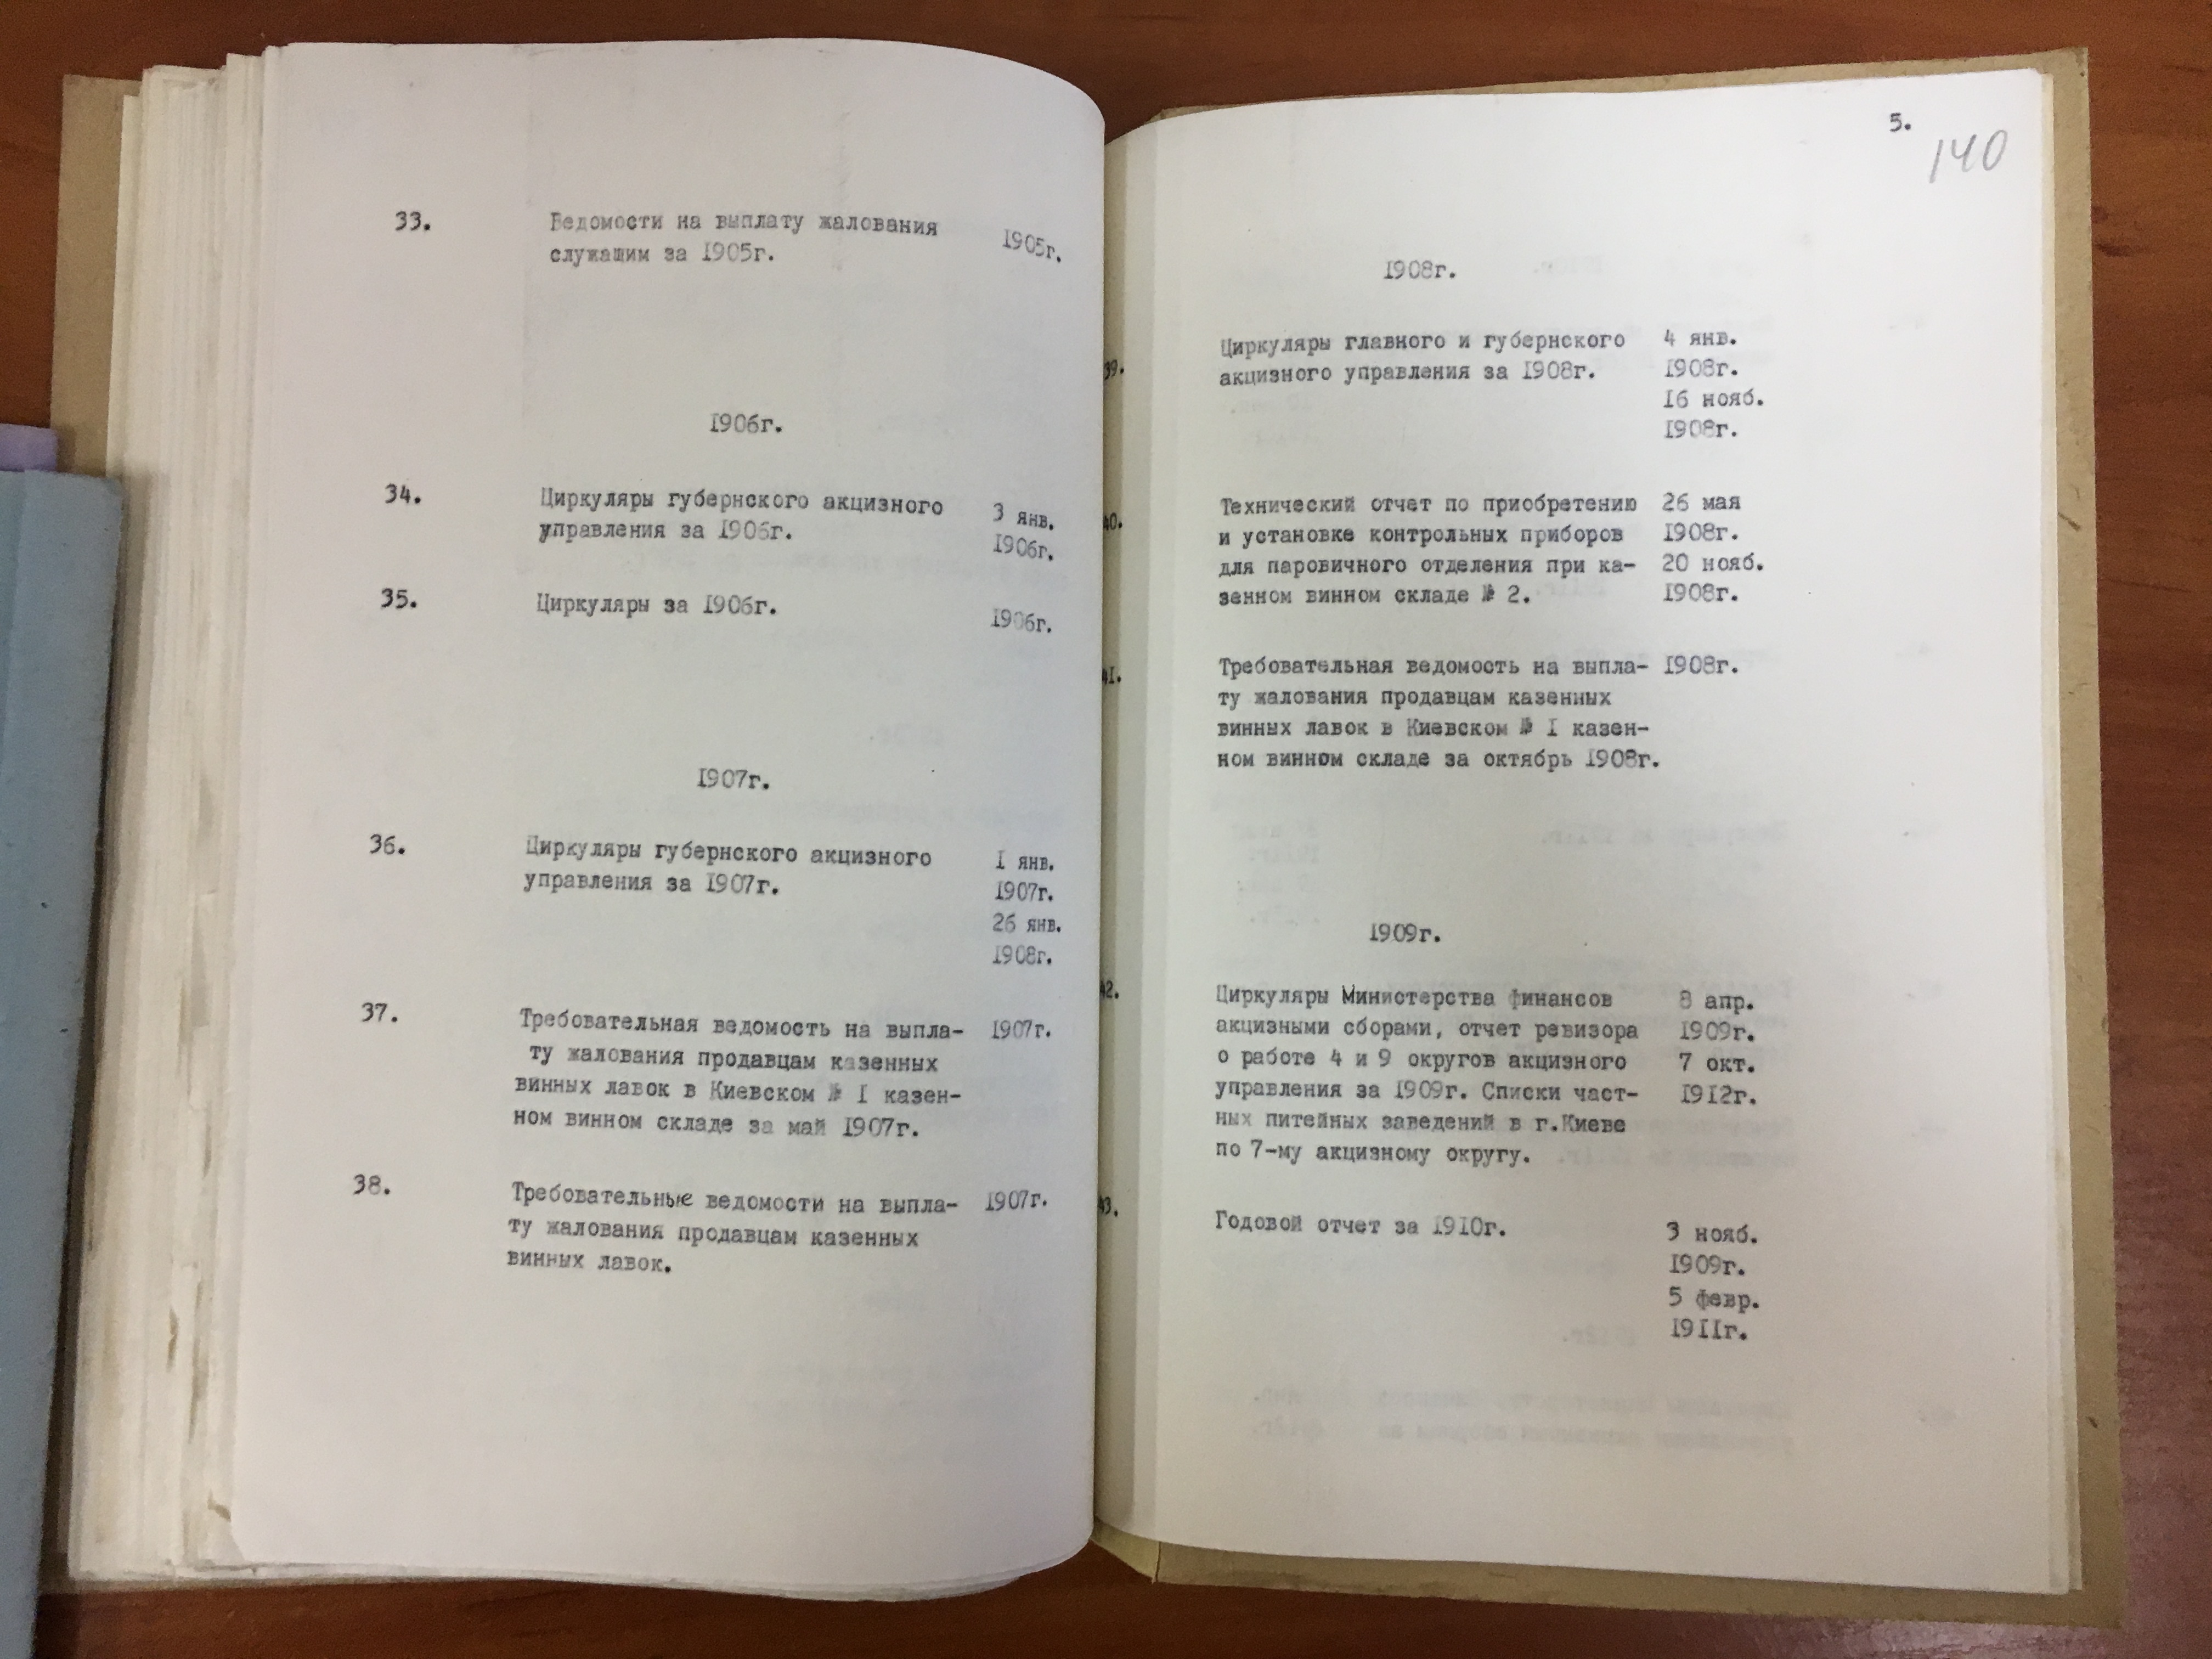 33. Ведомости на выплату жалования 1905г.
служащим за 1905г.
1906г.
34. Циркуляры губернского акцизного 3 янв.
управления за 1906г. 1906г.
35. Циркуляры за 1906г. 1906г.
1907г.
36. Циркуляры губернского акцизного 1 янв.
управления за 1907г. 1907г.
26 янв.
1908г.
37. Требовательная ведомость на выпла- 1907г.
ту жалования продавцам казенных
винных лавок в Киевском № I казен-
ном винном складе за май 1907г.
38. Требовательные ведомости на выпла- 1907г.
ту жалования продавцам казенных
винных лавок.
5.
140
1908г.
39. Циркуляры главного и губернского 4 янв.
акцизного управления за 1908г. 1908г.
16 нояб.
1908г.
40. Технический отчет по приобретению 26 мая
и установке контрольных приборов 1908г.
для паровичного отделения при ка- 20 нояб.
зенном винном складе № 2. 1908г.
41. Требовательная ведомость на выпла- 1908г.
ту жалования продавцам казенных
винных лавок в Киевском № I казен-
ном винном складе за октябрь 1908г.
1909г.
42. Циркуляры Министерства финансов 8 апр.
акцизными сборами, отчет ревизора 1909г.
о работе 4 и 9 округов акцизного 7 окт.
управления за 1909г. Списки част- 1912г.
ных питейных заведений в г.Киеве
по 7-му акцизному округу.
43. Годовой отчет за 1910г. 3 нояб.
1909г.
5 февр.
1911г.